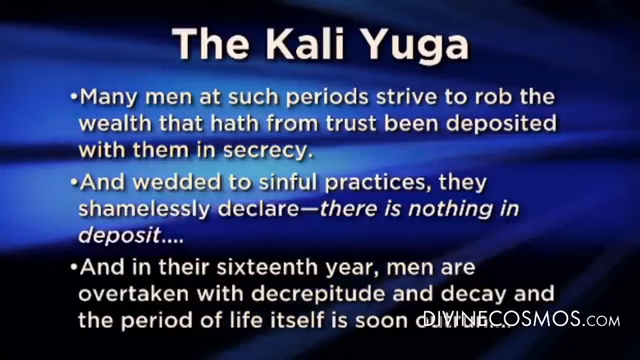 The Kali Yuga
•Many men at such periods strive to rob the
wealth that hath from trust been deposited
with them in secrecy.
•And wedded to sinful practices, they
shamelessly declare—there is nothing in
deposit....
•And in their sixteenth year, men are
overtaken with decrepitude and decay and
the period of life itself is soon
DIVINECOSMOS.COM